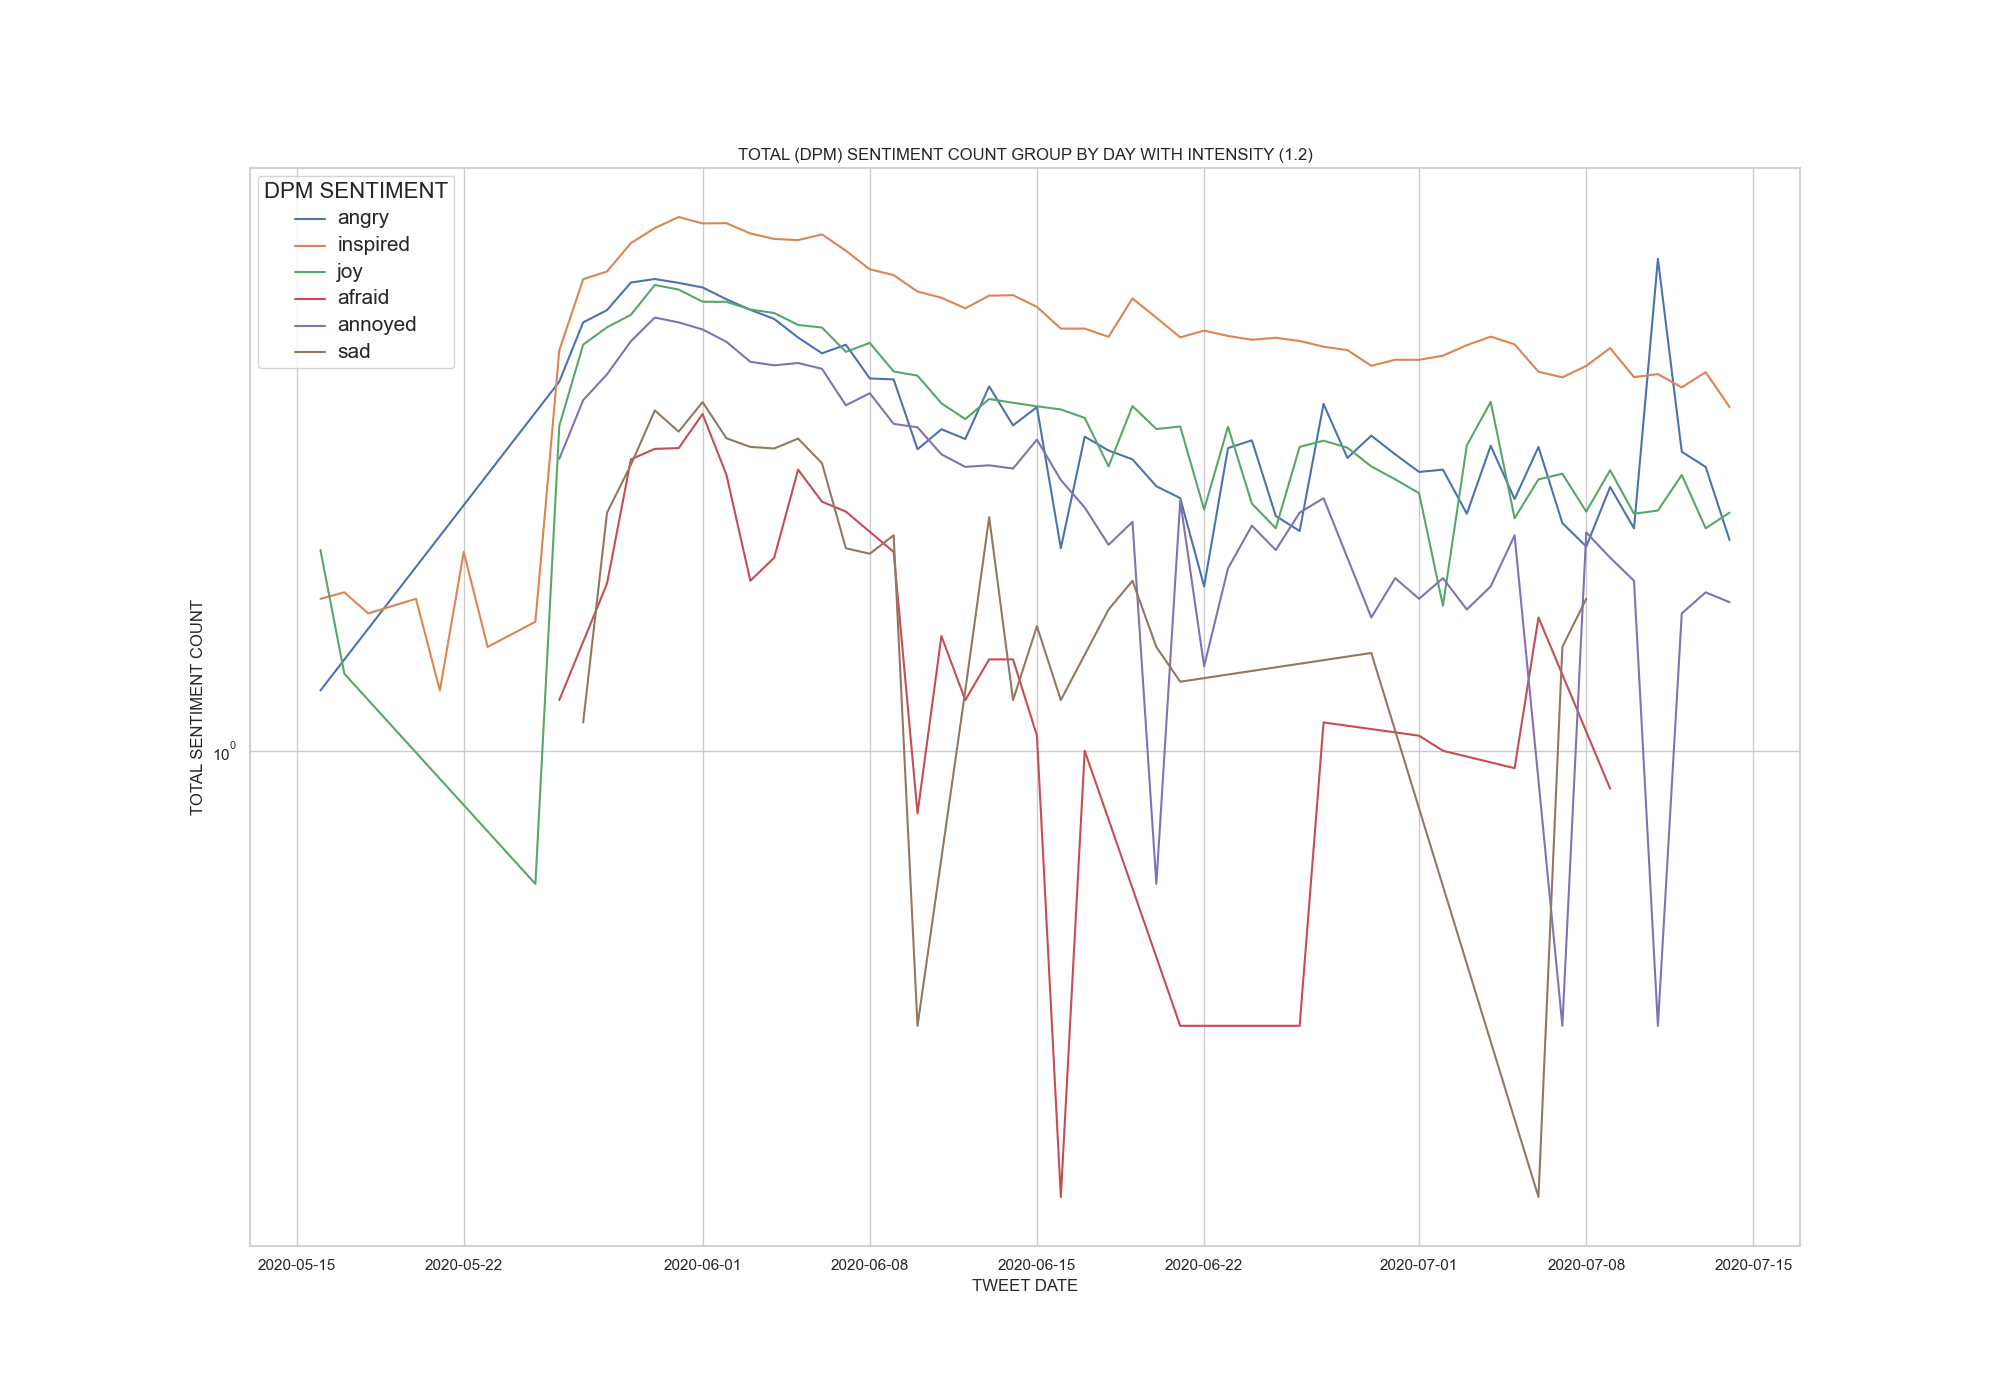 TOTAL (DPM) SENTIMENT COUNT GROUP BY DAY WITH INTENSITY (1.2)
DPM SENTIMENT
angry
inspired
joy
afraid
annoyed
sad
TOTAL SENTIMENT COUNT
10^0
2020-05-15 2020-05-22 2020-06-01 2020-06-08 2020-06-15 2020-06-22 2020-07-01 2020-07-08 2020-07-15
TWEET DATE